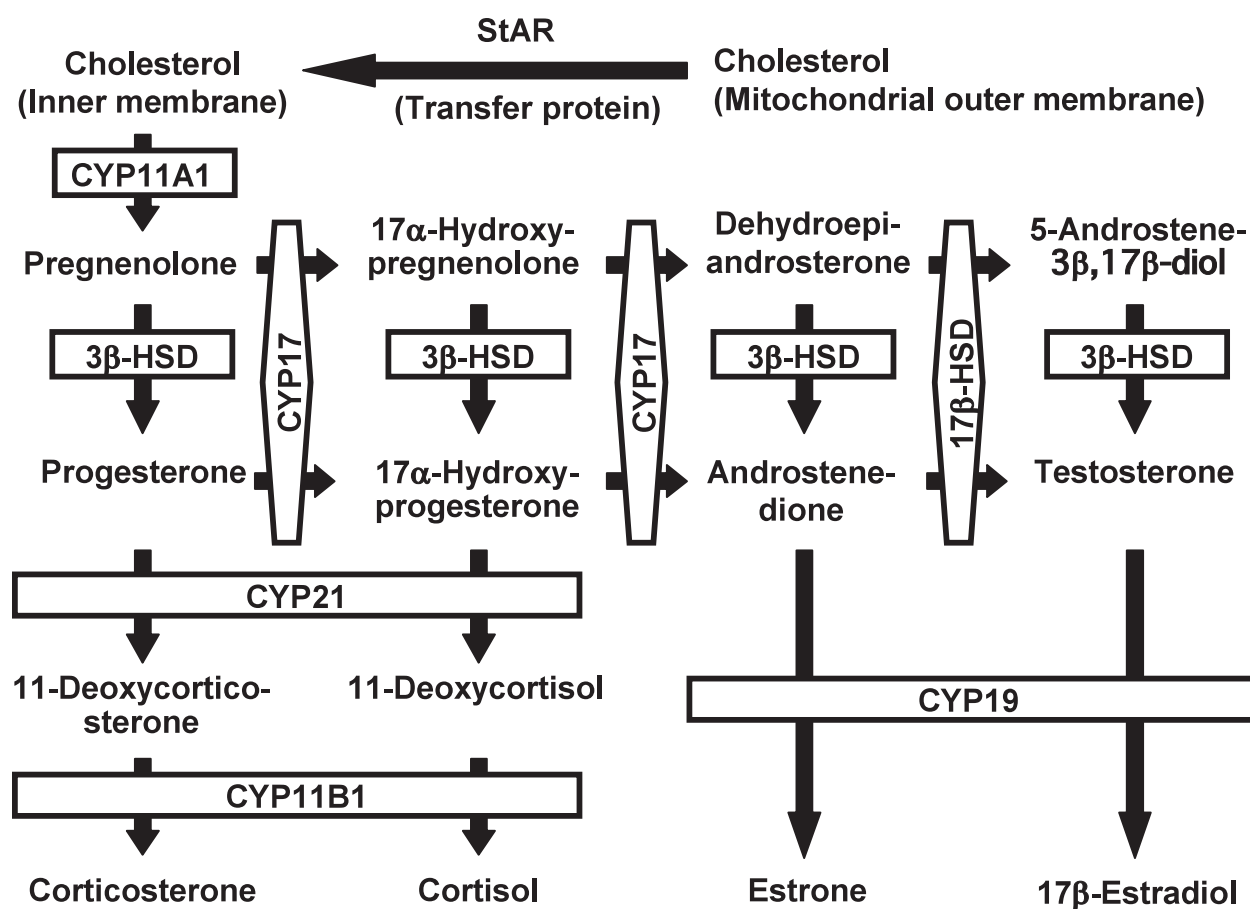 StAR
Cholesterol
(Inner membrane)
(Transfer protein)
Cholesterol
(Mitochondrial outer membrane)
CYP11A1
Pregnenolone
17α-Hydroxy-
pregnenolone
Dehydroepi-
androsterone
5-Androstene-
3β,17β-diol
3β-HSD
CYP17
3β-HSD
CYP17
3β-HSD
17β-HSD
3β-HSD
Progesterone
17α-Hydroxy-
progesterone
Androstene-
dione
Testosterone
CYP21
11-Deoxycortico-
sterone
11-Deoxycortisol
CYP19
CYP11B1
Corticosterone
Cortisol
Estrone
17β-Estradiol